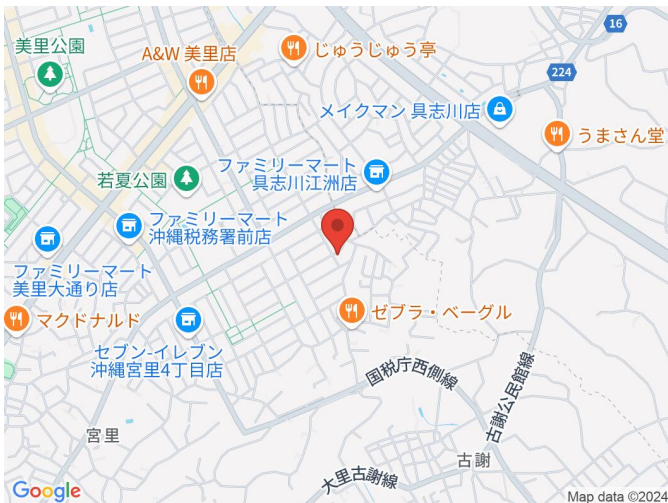 美里公園
A&W 美里店
じゅうじゅう亭
16
224
メイクマン 具志川店
うまさん堂
ファミリーマート
具志川江洲店
若夏公園
ファミリーマート
沖縄税務署前店
ファミリーマート
美里大通り店
マクドナルド
セブン-イレブン
沖縄宮里4丁目店
ゼブラ・ベーグル
国税庁西側線
古謝公民館線
宮里
古謝
大里古謝線
Google
Map data ©2024